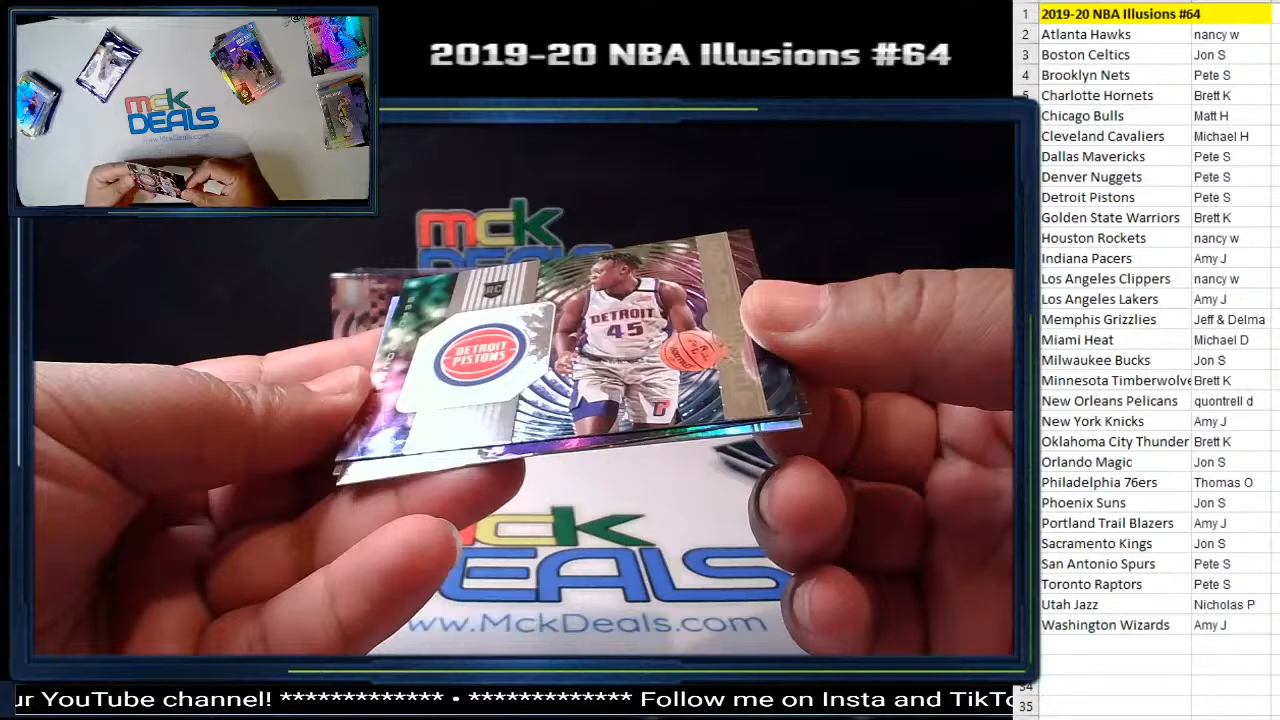 2019-20 NBA Illusions #64
mck
DEALS
www.MckDeals.com
mck
RC
DETROIT
45
DETROIT
PISTONS
ck
EALS
www.MckDeals.com
ur YouTube channel! ************* • ************* Follow me on Insta and TikTo
1 2019-20 NBA Illusions #64
2 Atlanta Hawks nancy w
3 Boston Celtics Jon S
4 Brooklyn Nets Pete S
5 Charlotte Hornets Brett K
Chicago Bulls Matt H
Cleveland Cavaliers Michael H
Dallas Mavericks Pete S
Denver Nuggets Pete S
Detroit Pistons Pete S
Golden State Warriors Brett K
Houston Rockets nancy w
Indiana Pacers Amy J
Los Angeles Clippers nancy w
Los Angeles Lakers Amy J
Memphis Grizzlies Jeff & Delma
Miami Heat Michael D
Milwaukee Bucks Jon S
Minnesota Timberwolve Brett K
New Orleans Pelicans quontrell d
New York Knicks Amy J
Oklahoma City Thunder Brett K
Orlando Magic Jon S
Philadelphia 76ers Thomas O
Phoenix Suns Jon S
Portland Trail Blazers Amy J
Sacramento Kings Jon S
San Antonio Spurs Pete S
Toronto Raptors Pete S
Utah Jazz Nicholas P
Washington Wizards Amy J
34
35